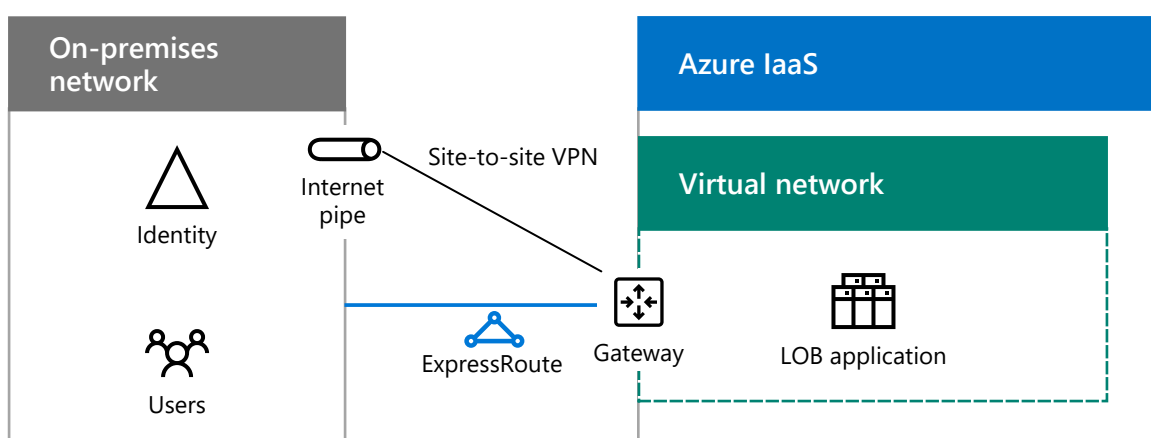 On-premises
network
Azure IaaS
Site-to-site VPN
Internet
pipe
Virtual network
Identity
ExpressRoute
Gateway
LOB application
Users